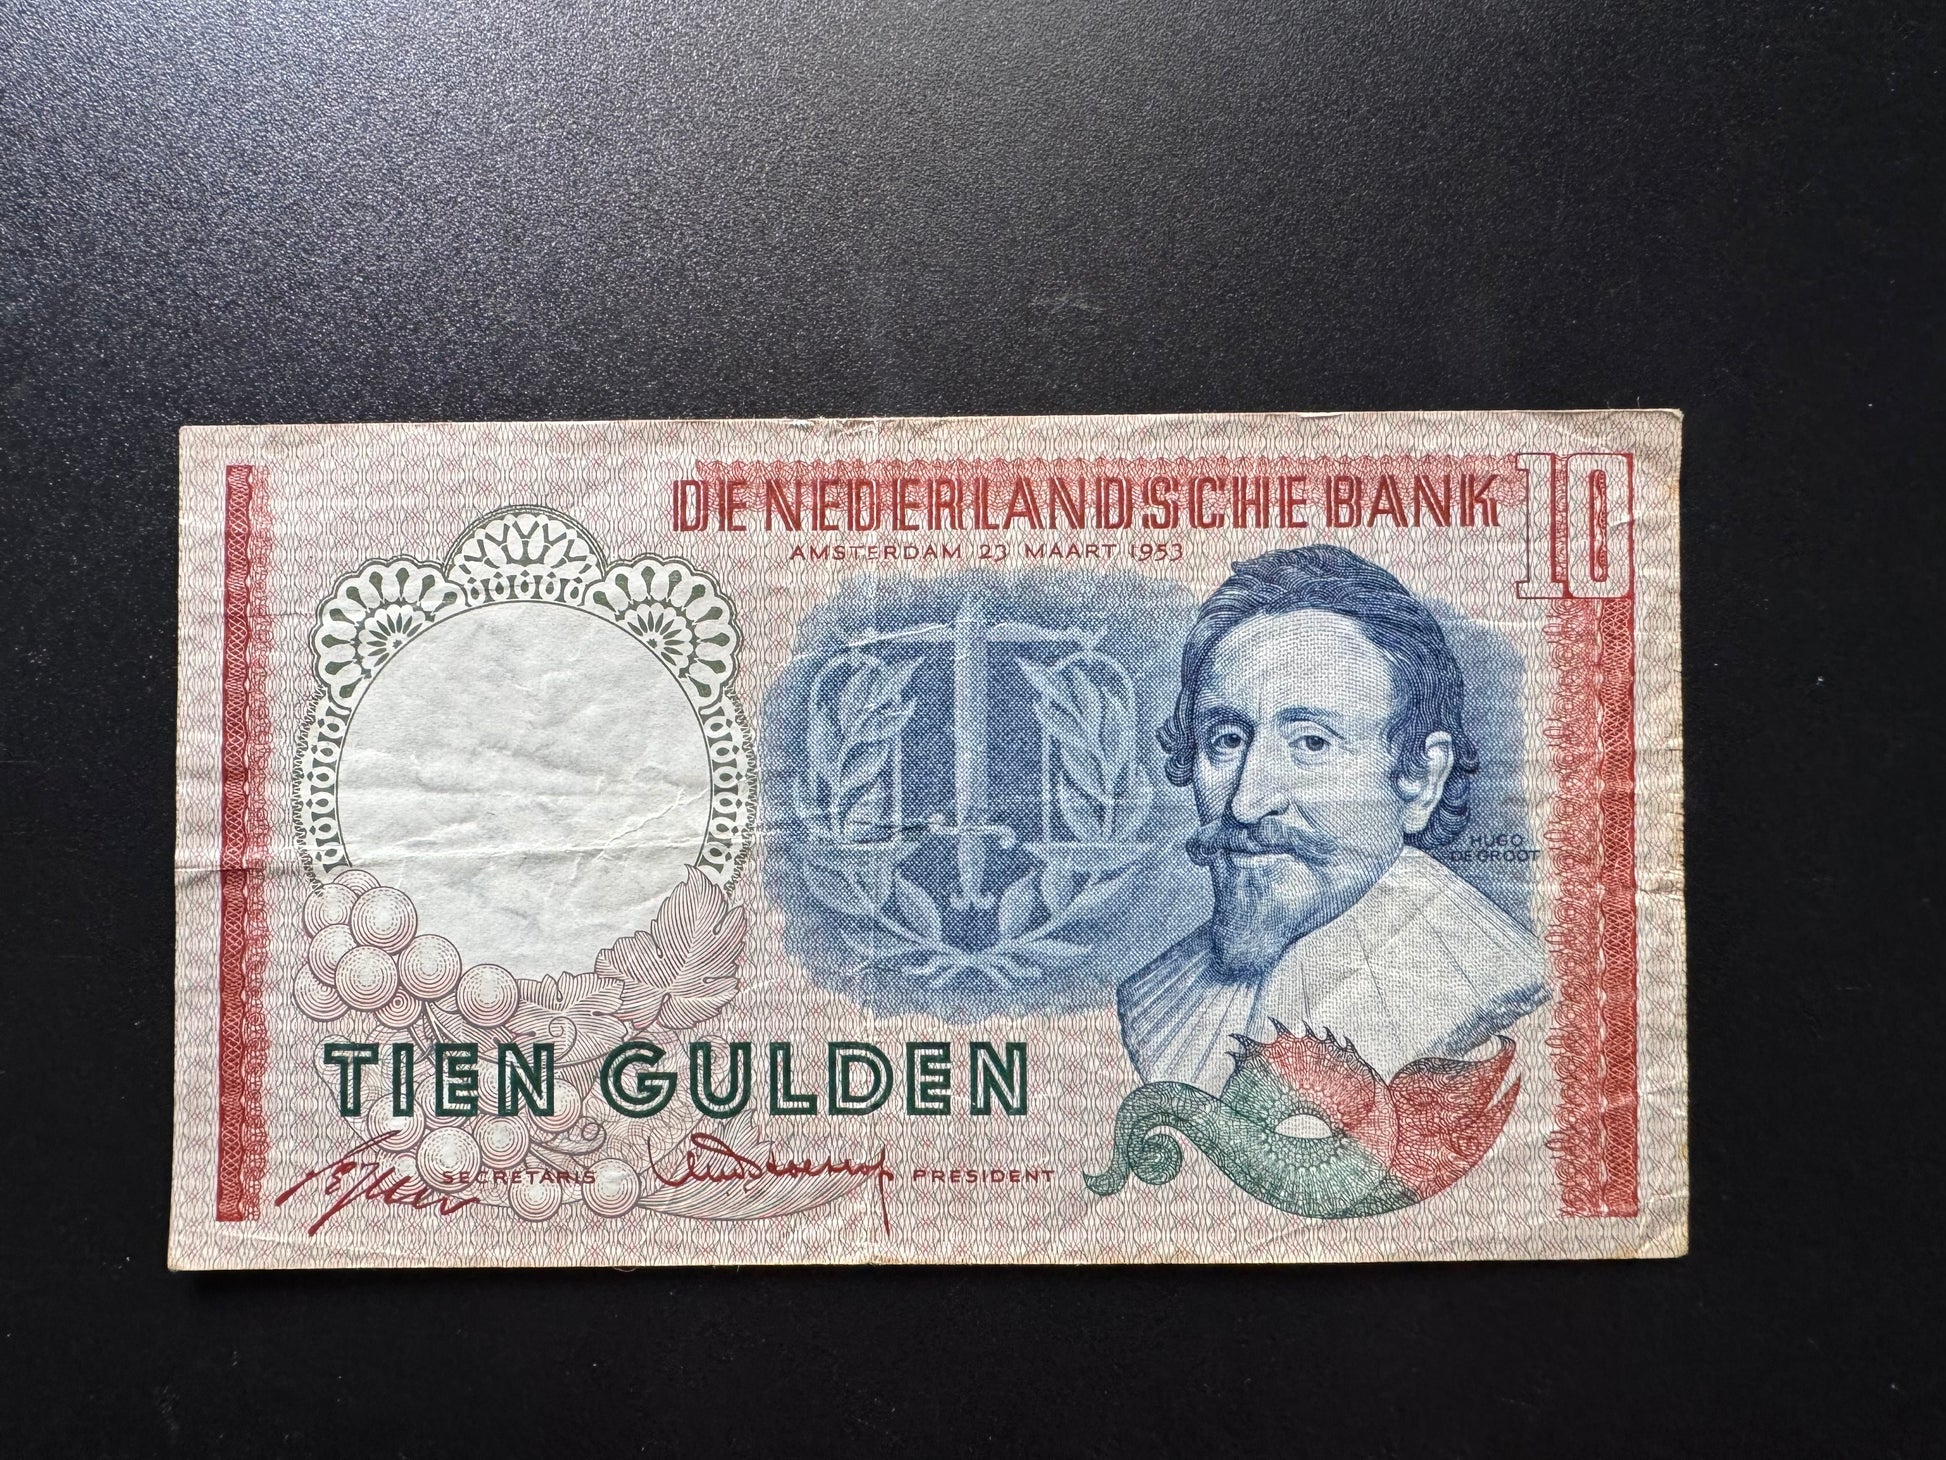 DE NEDERLANDSCHE BANK
10
AMSTERDAM 23 MAART 1953
HUGO
DE GROOT
TIEN GULDEN
SECRETARIS
PRESIDENT